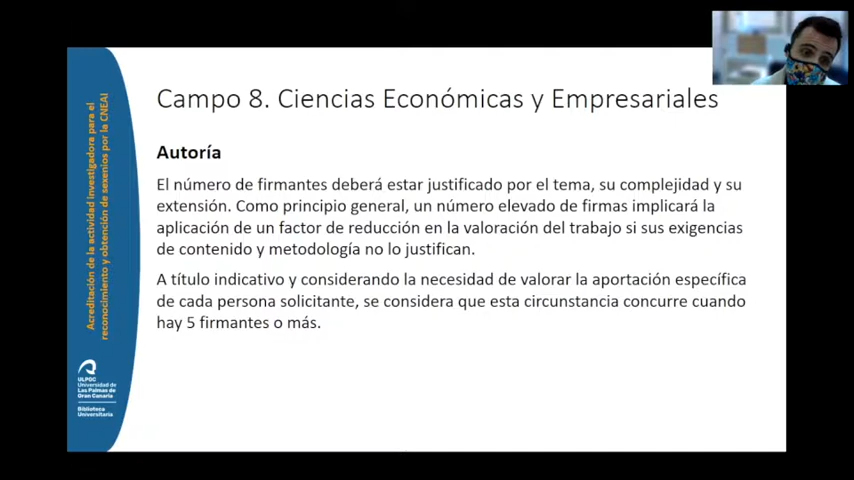 Acreditación de la actividad investigadora para el
reconocimiento y obtención de sexenios por la CNEAI
Campo 8. Ciencias Económicas y Empresariales
Autoría
El número de firmantes deberá estar justificado por el tema, su complejidad y su
extensión. Como principio general, un número elevado de firmas implicará la
aplicación de un factor de reducción en la valoración del trabajo si sus exigencias
de contenido y metodología no lo justifican.
A título indicativo y considerando la necesidad de valorar la aportación específica
de cada persona solicitante, se considera que esta circunstancia concurre cuando
hay 5 firmantes o más.
ULPGC
Universidad de
Las Palmas de
Gran Canaria
Biblioteca
Universitaria